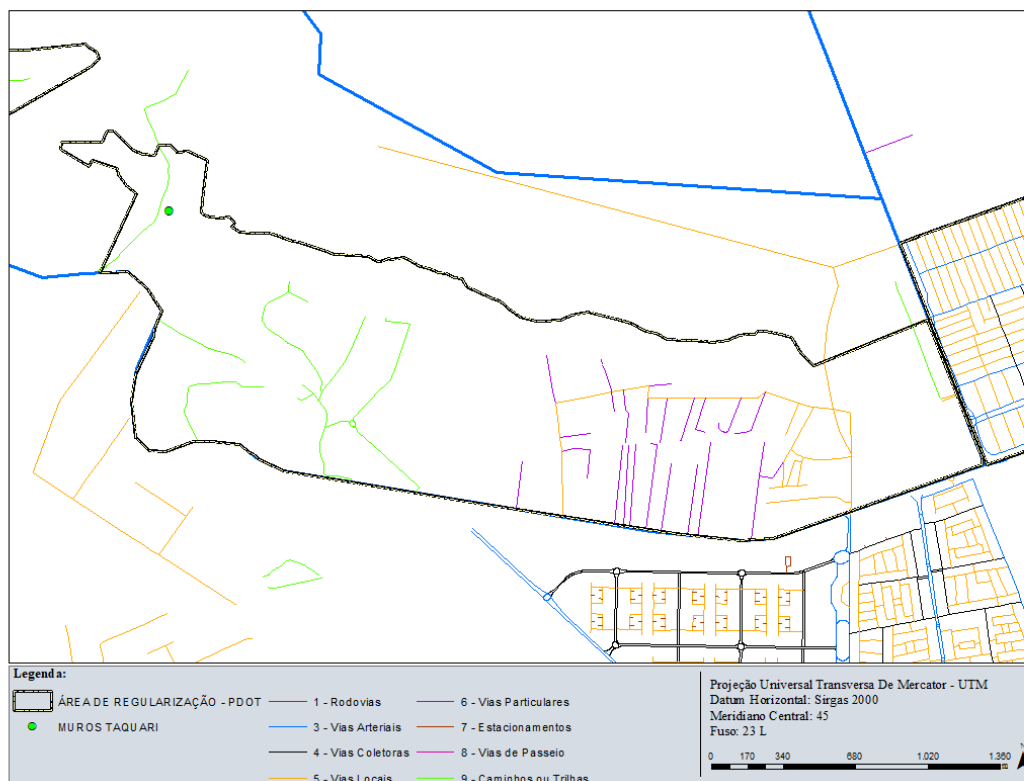 Legenda:
ÁREA DE REGULARIZAÇÃO - PDOT
MUROS TAQUARI
1 - Rodovias
3 - Vias Arteriais
4 - Vias Coletoras
5 - Vias Locais
6 - Vias Particulares
7 - Estacionamentos
8 - Vias de Passeio
9 - Caminhos ou Trilhas
Projeção Universal Transversa De Mercator - UTM
Datum Horizontal: Sirgas 2000
Meridiano Central: 45
Fuso: 23 L
0 170 340 680 1.020 1.360